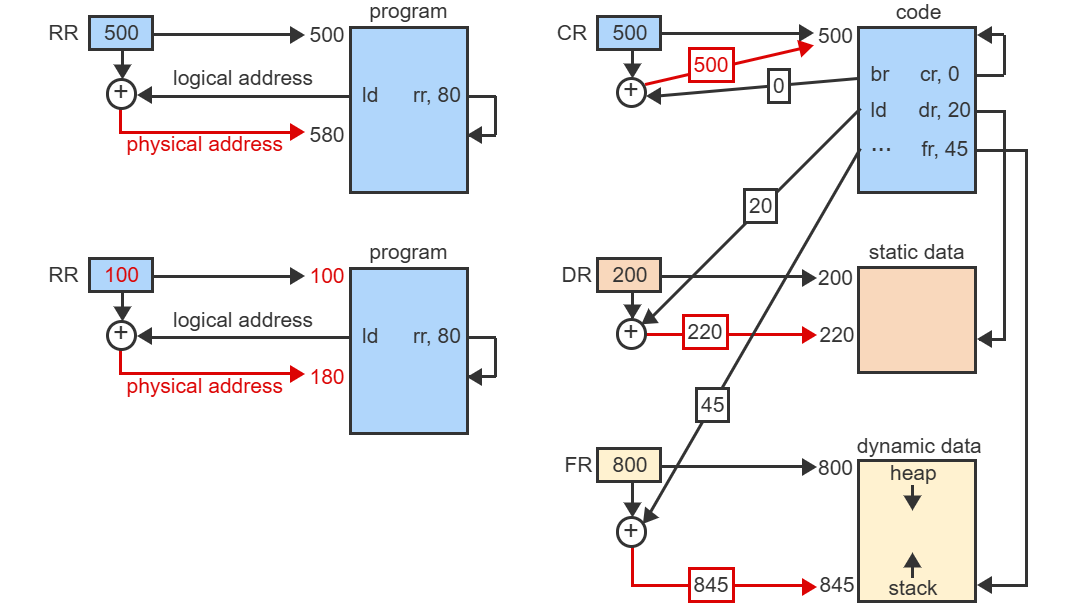 program
RR 500 500
+
logical address
ld rr, 80
physical address
580
program
RR 100 100
+
logical address
ld rr, 80
physical address
180
code
CR 500 500
500
+
0
br cr, 0
ld dr, 20
... fr, 45
20
static data
DR 200 200
+
220 220
45
dynamic data
FR 800 800
heap
+
stack
845 845